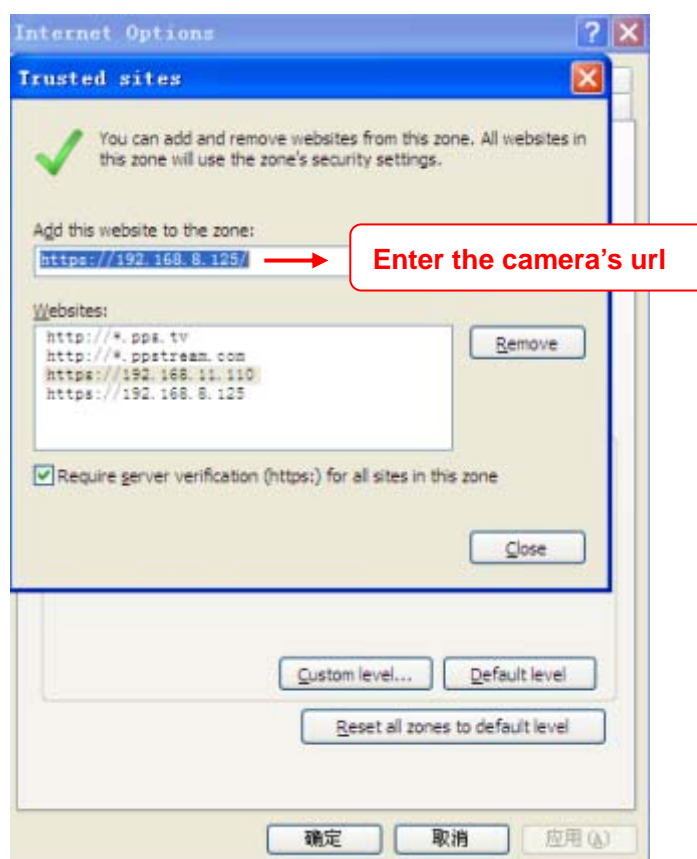 Internet Options
Trusted sites
You can add and remove websites from this zone. All websites in
this zone will use the zone's security settings.
Add this website to the zone:
https://192.168.8.125/
Enter the camera’s url
Websites:
http://*.pps.tv
http://*.ppstream.com
https://192.168.11.110
https://192.168.8.125
Remove
Require server verification (https:) for all sites in this zone
Close
Custom level...
Default level
Reset all zones to default level
确定
取消
应用(A)